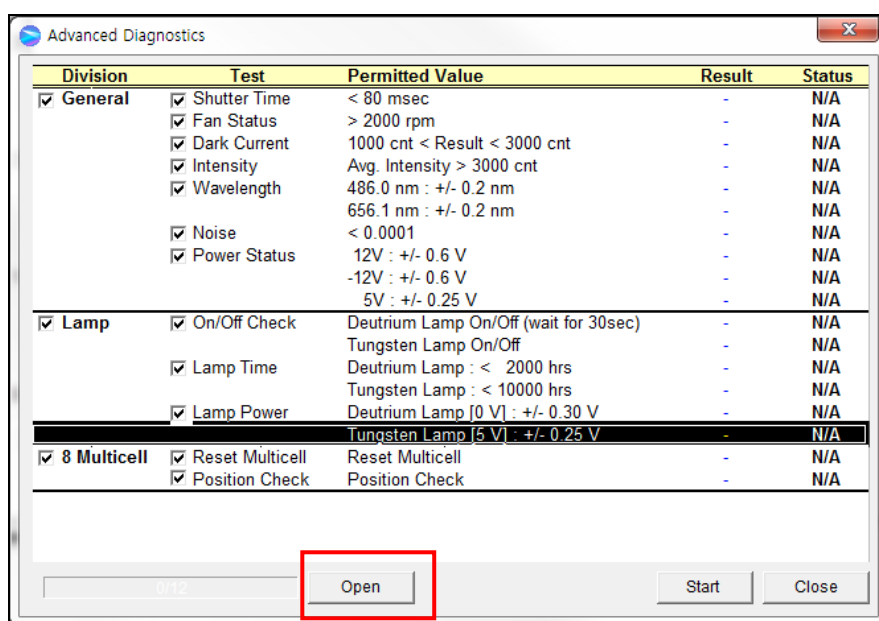 Advanced Diagnostics
Division Test Permitted Value Result Status
General Shutter Time < 80 msec - N/A
Fan Status > 2000 rpm - N/A
Dark Current 1000 cnt < Result < 3000 cnt - N/A
Intensity Avg. Intensity > 3000 cnt - N/A
Wavelength 486.0 nm : +/- 0.2 nm - N/A
656.1 nm : +/- 0.2 nm - N/A
Noise < 0.0001 - N/A
Power Status 12V : +/- 0.6 V - N/A
-12V : +/- 0.6 V - N/A
5V : +/- 0.25 V - N/A
Lamp On/Off Check Deutrium Lamp On/Off (wait for 30sec) - N/A
Tungsten Lamp On/Off - N/A
Lamp Time Deutrium Lamp : < 2000 hrs - N/A
Tungsten Lamp : < 10000 hrs - N/A
Lamp Power Deutrium Lamp [0 V] : +/- 0.30 V - N/A
Tungsten Lamp [5 V] : +/- 0.25 V - N/A
8 Multicell Reset Multicell Reset Multicell - N/A
Position Check Position Check - N/A
0/12 Open Start Close